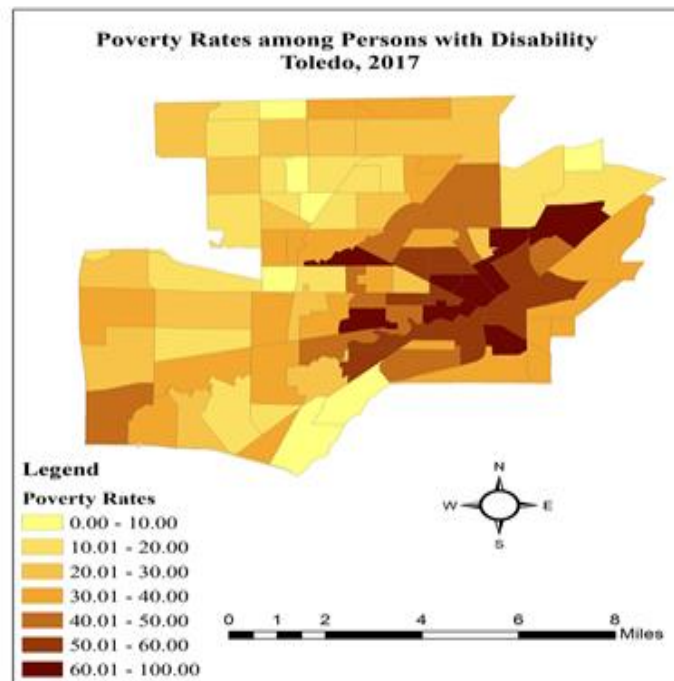 Poverty Rates among Persons with Disability
Toledo, 2017
Legend
Poverty Rates
0.00 - 10.00
10.01 - 20.00
20.01 - 30.00
30.01 - 40.00
40.01 - 50.00
50.01 - 60.00
60.01 - 100.00
N
W E
S
0 1 2 4 6 8
Miles